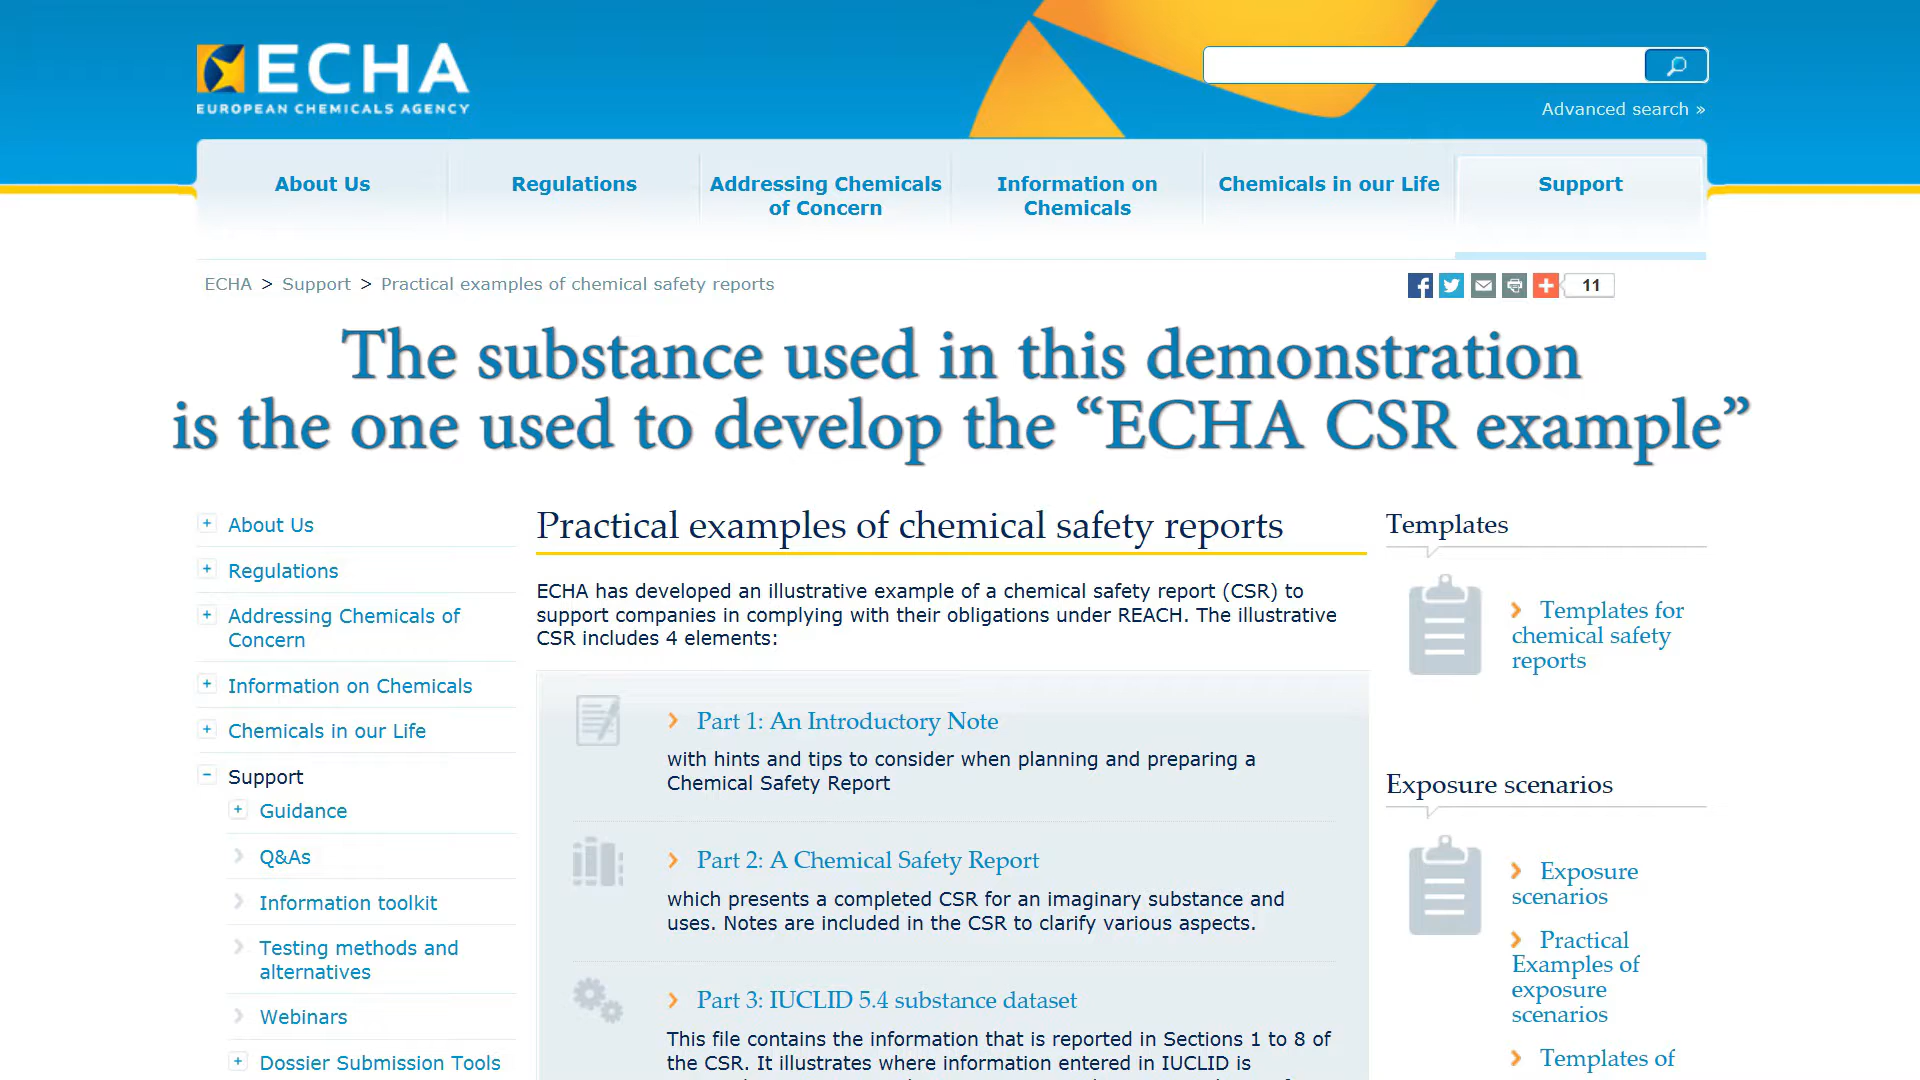 ECHA
EUROPEAN CHEMICALS AGENCY
Advanced search »
About Us
Regulations
Addressing Chemicals
of Concern
Information on
Chemicals
Chemicals in our Life
Support
ECHA > Support > Practical examples of chemical safety reports
11
The substance used in this demonstration
is the one used to develop the “ECHA CSR example”
About Us
Regulations
Addressing Chemicals of
Concern
Information on Chemicals
Chemicals in our Life
Support
Guidance
Q&As
Information toolkit
Testing methods and
alternatives
Webinars
Dossier Submission Tools
Practical examples of chemical safety reports
ECHA has developed an illustrative example of a chemical safety report (CSR) to
support companies in complying with their obligations under REACH. The illustrative
CSR includes 4 elements:
Part 1: An Introductory Note
with hints and tips to consider when planning and preparing a
Chemical Safety Report
Part 2: A Chemical Safety Report
which presents a completed CSR for an imaginary substance and
uses. Notes are included in the CSR to clarify various aspects.
Part 3: IUCLID 5.4 substance dataset
This file contains the information that is reported in Sections 1 to 8 of
the CSR. It illustrates where information entered in IUCLID is
Templates
Templates for
chemical safety
reports
Exposure scenarios
Exposure
scenarios
Practical
Examples of
exposure
scenarios
Templates of